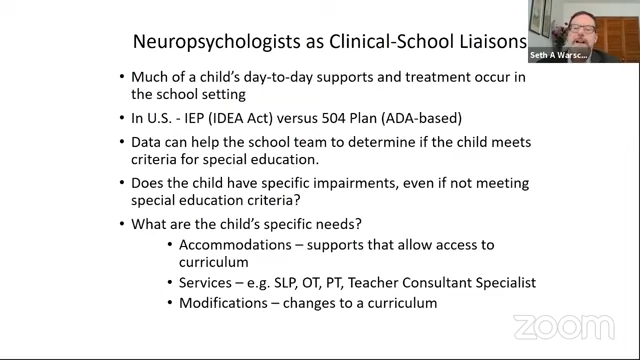 Neuropsychologists as Clinical-School Liaisons
Seth A Warsc...
• Much of a child's day-to-day supports and treatment occur in
the school setting
• In U.S. - IEP (IDEA Act) versus 504 Plan (ADA-based)
• Data can help the school team to determine if the child meets
criteria for special education.
• Does the child have specific impairments, even if not meeting
special education criteria?
• What are the child's specific needs?
• Accommodations – supports that allow access to
curriculum
• Services – e.g. SLP, OT, PT, Teacher Consultant Specialist
• Modifications – changes to a curriculum
zoom